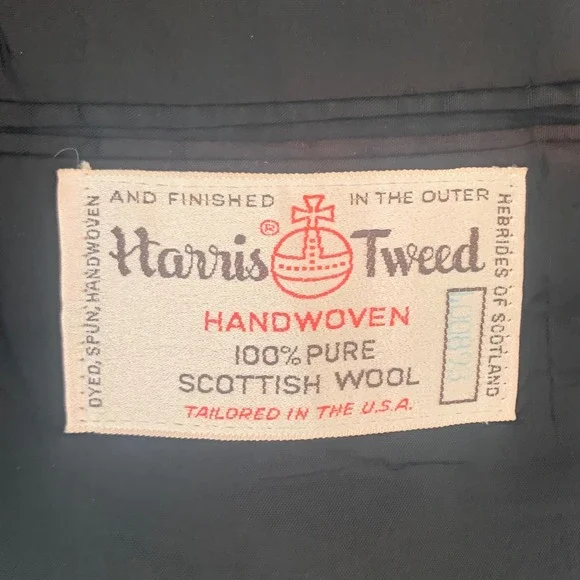 DYED, SPUN, HANDWOVEN
AND FINISHED
IN THE OUTER
HEBRIDES OF SCOTLAND
Harris® Tweed
HANDWOVEN
100% PURE
SCOTTISH WOOL
TAILORED IN THE U.S.A.